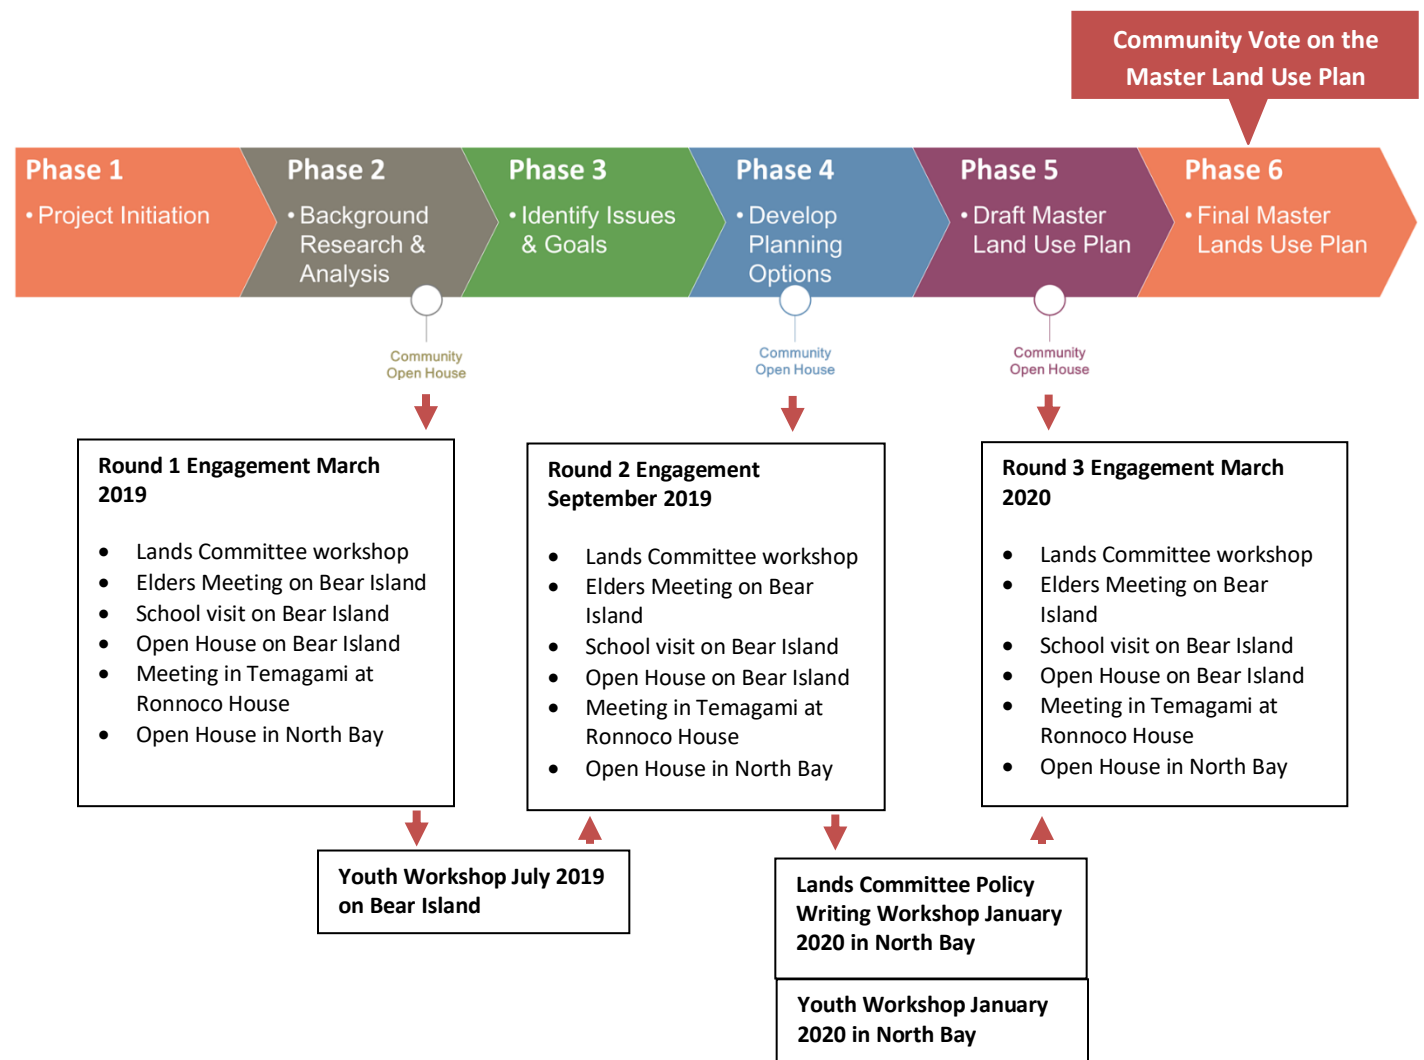 Community Vote on the
Master Land Use Plan
Phase 1
• Project Initiation
Phase 2
• Background
Research &
Analysis
Phase 3
• Identify Issues
& Goals
Phase 4
• Develop
Planning
Options
Phase 5
• Draft Master
Land Use Plan
Phase 6
• Final Master
Lands Use Plan
Community
Open House
Community
Open House
Community
Open House
Round 1 Engagement March
2019
• Lands Committee workshop
• Elders Meeting on Bear Island
• School visit on Bear Island
• Open House on Bear Island
• Meeting in Temagami at
Ronnoco House
• Open House in North Bay
Round 2 Engagement
September 2019
• Lands Committee workshop
• Elders Meeting on Bear
Island
• School visit on Bear Island
• Open House on Bear Island
• Meeting in Temagami at
Ronnoco House
• Open House in North Bay
Round 3 Engagement March
2020
• Lands Committee workshop
• Elders Meeting on Bear
Island
• School visit on Bear Island
• Open House on Bear Island
• Meeting in Temagami at
Ronnoco House
• Open House in North Bay
Youth Workshop July 2019
on Bear Island
Lands Committee Policy
Writing Workshop January
2020 in North Bay
Youth Workshop January
2020 in North Bay